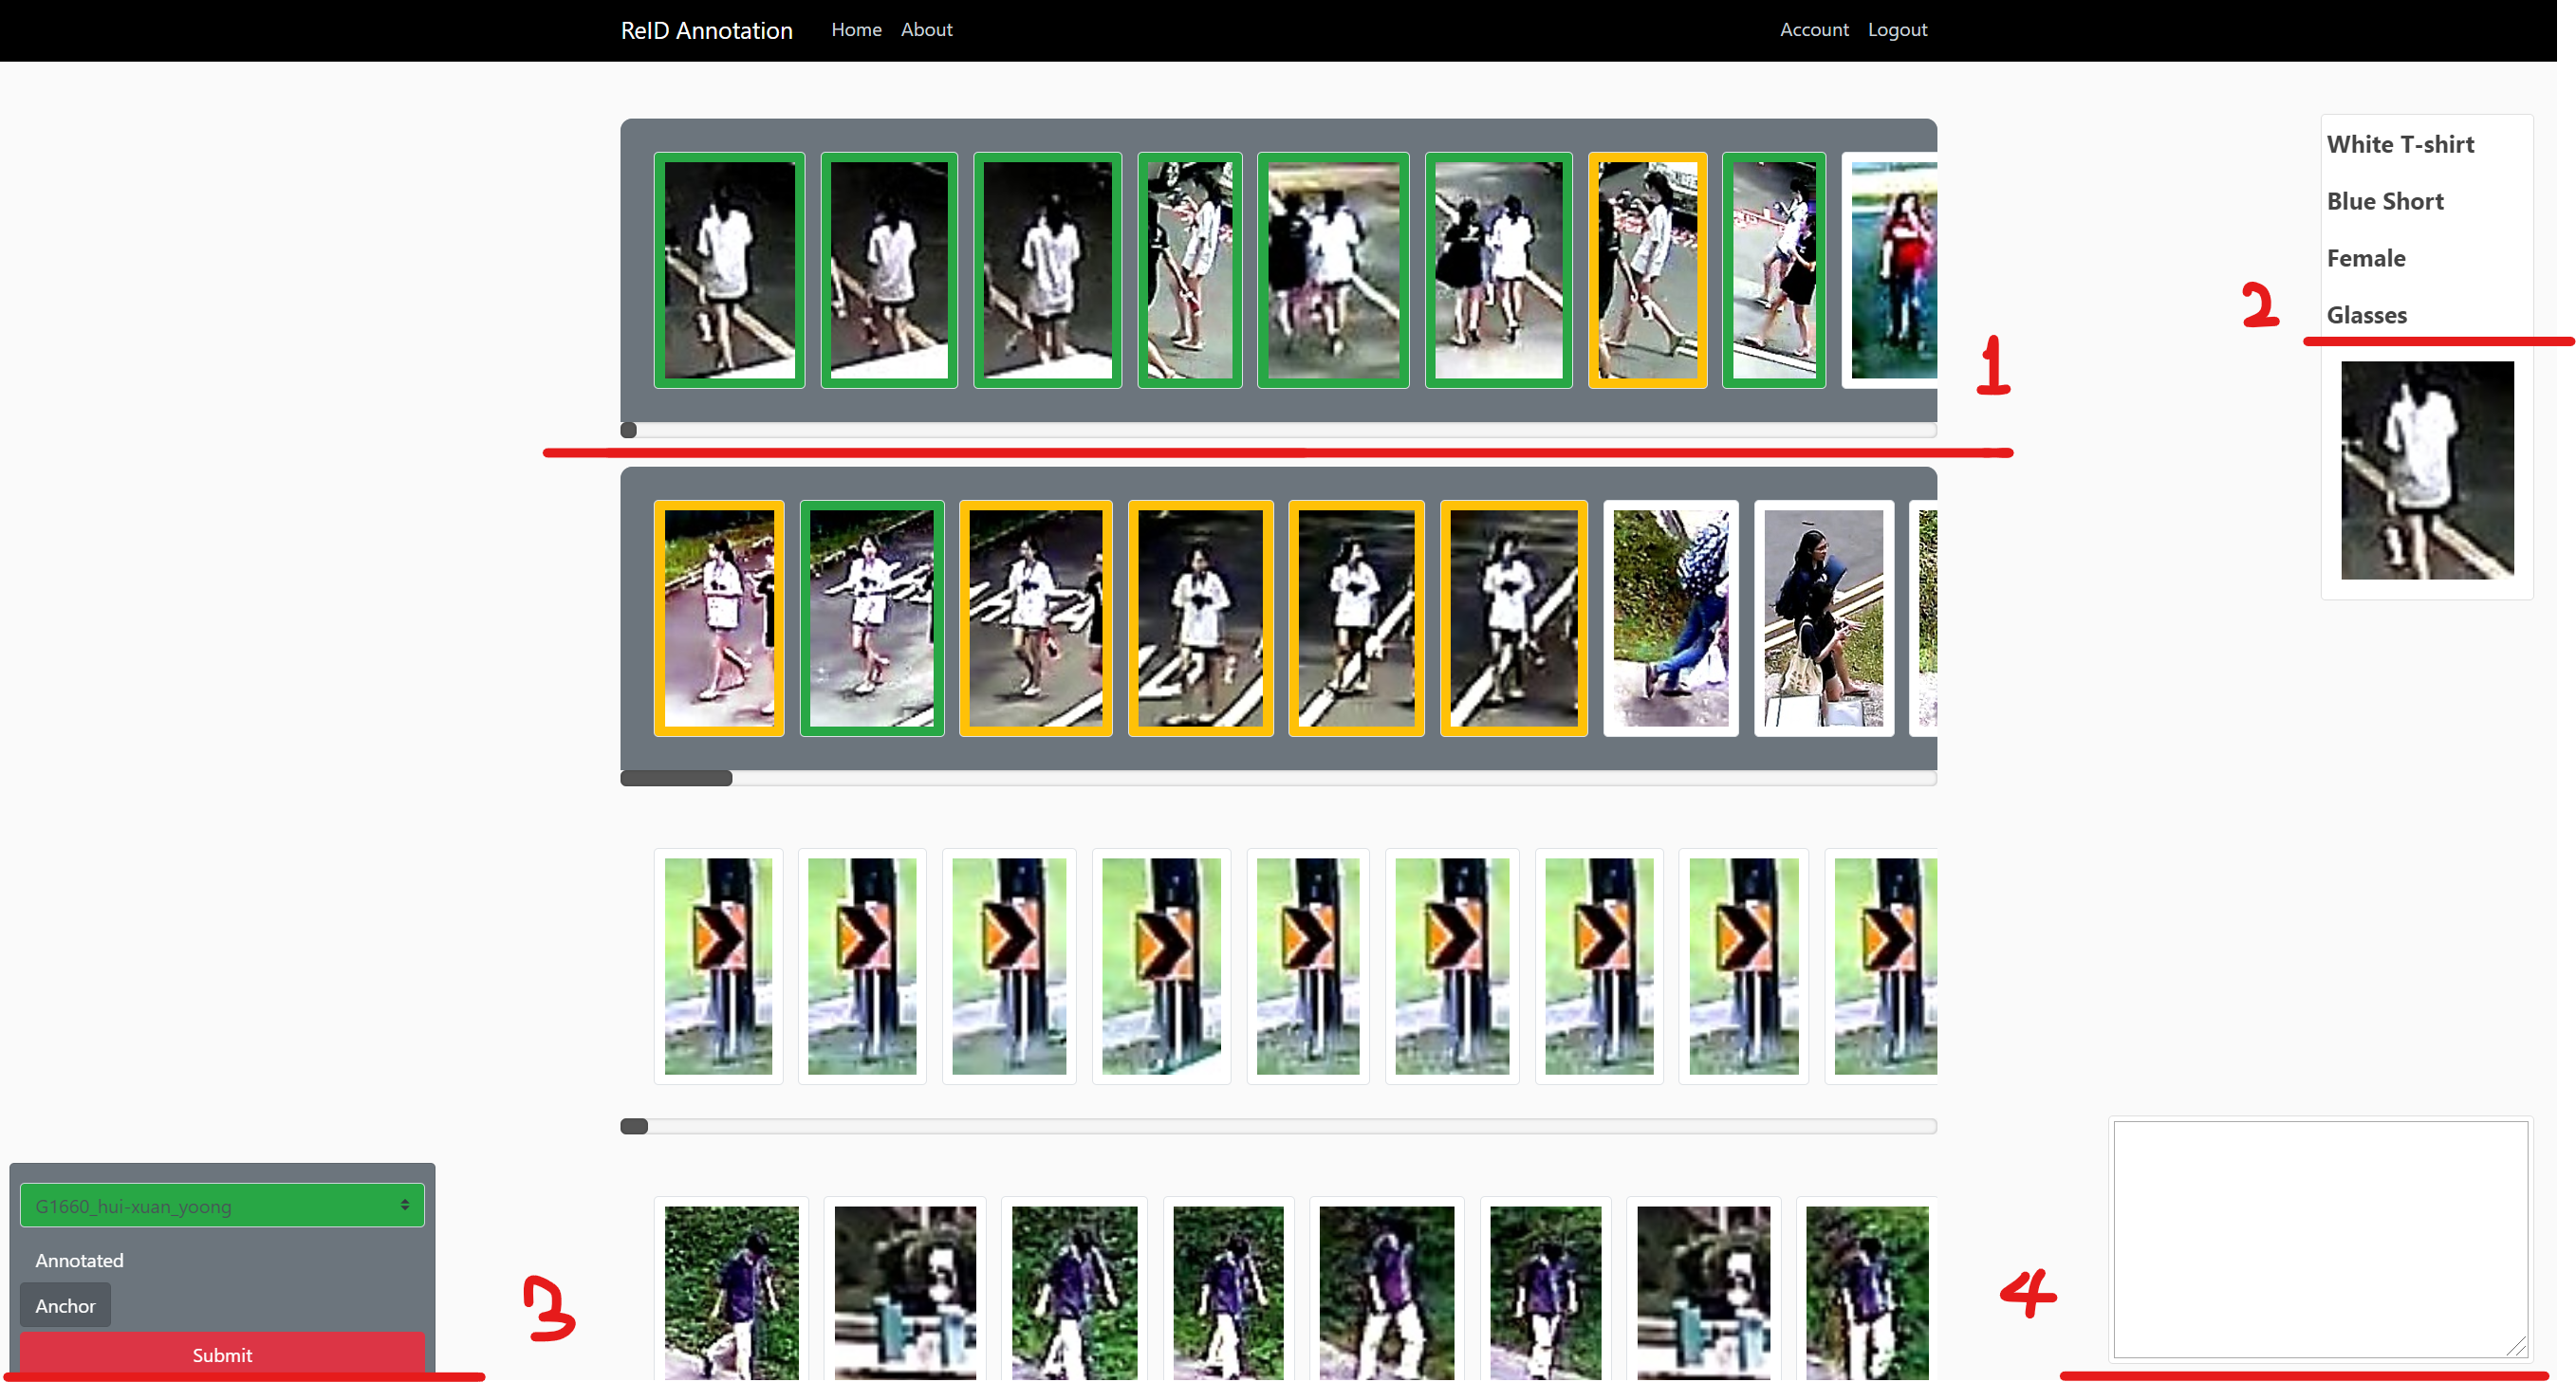 ReID Annotation Home About Account Logout
White T-shirt
Blue Short
Female
Glasses
2
1
G1660_hui-xuan_yoong
Annotated
Anchor
Submit
3
4